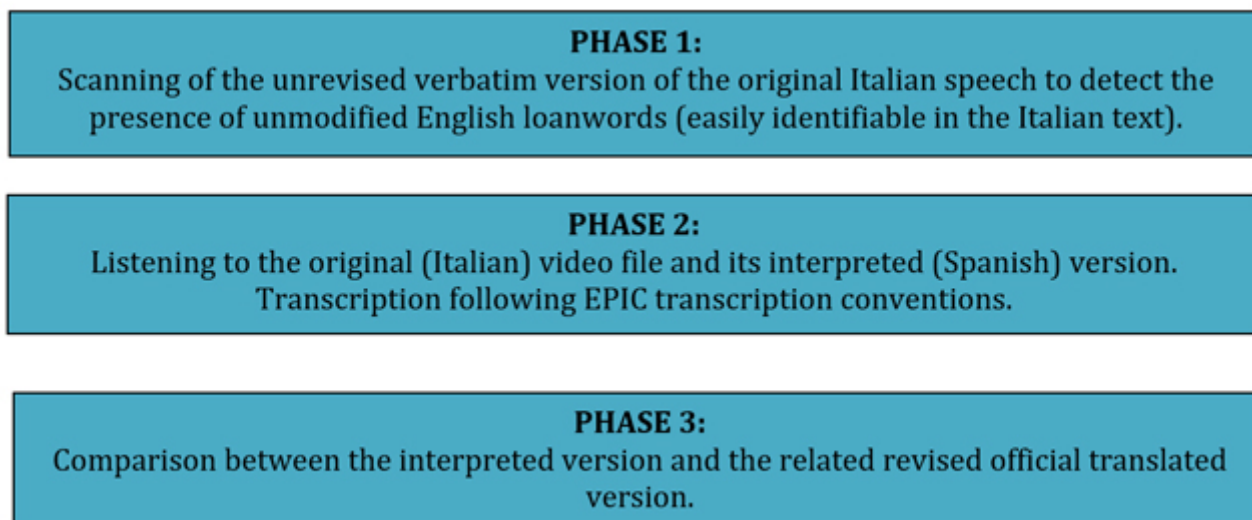 PHASE 1:
Scanning of the unrevised verbatim version of the original Italian speech to detect the
presence of unmodified English loanwords (easily identifiable in the Italian text).
PHASE 2:
Listening to the original (Italian) video file and its interpreted (Spanish) version.
Transcription following EPIC transcription conventions.
PHASE 3:
Comparison between the interpreted version and the related revised official translated
version.